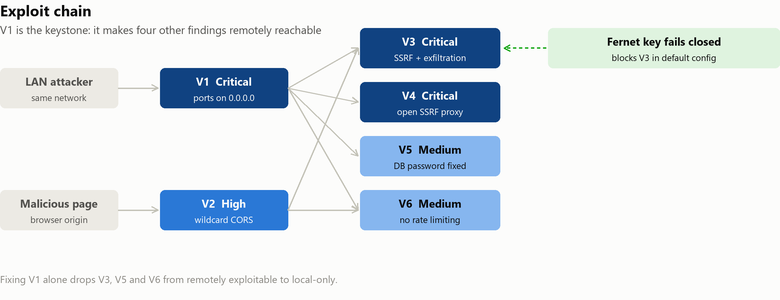 Exploit chain
V1 is the keystone: it makes four other findings remotely reachable
V3 Critical
SSRF + exfiltration
Fernet key fails closed
blocks V3 in default config
LAN attacker
same network
V1 Critical
ports on 0.0.0.0
V4 Critical
open SSRF proxy
V5 Medium
DB password fixed
Malicious page
browser origin
V2 High
wildcard CORS
V6 Medium
no rate limiting
Fixing V1 alone drops V3, V5 and V6 from remotely exploitable to local-only.